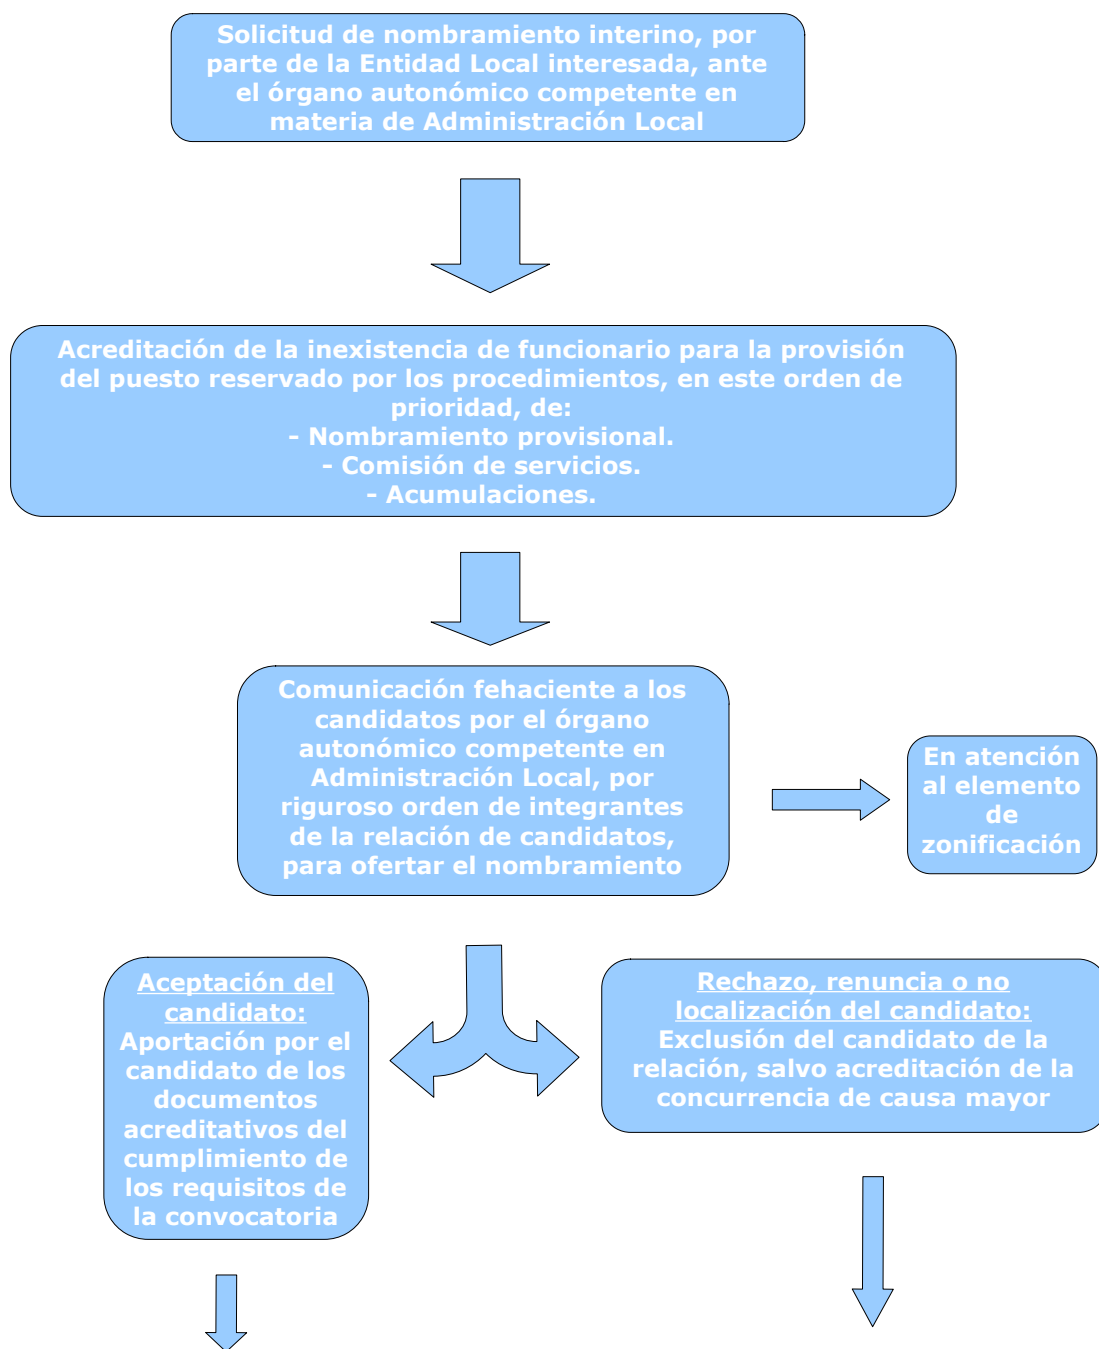 Solicitud de nombramiento interino, por
parte de la Entidad Local interesada, ante
el órgano autonómico competente en
materia de Administración Local
Acreditación de la inexistencia de funcionario para la provisión
del puesto reservado por los procedimientos, en este orden de
prioridad, de:
- Nombramiento provisional.
- Comisión de servicios.
- Acumulaciones.
Comunicación fehaciente a los
candidatos por el órgano
autonómico competente en
Administración Local, por
riguroso orden de integrantes
de la relación de candidatos,
para ofertar el nombramiento
En atención
al elemento
de
zonificación
Aceptación del
candidato:
Aportación por el
candidato de los
documentos
acreditativos del
cumplimiento de
los requisitos de
la convocatoria
Rechazo, renuncia o no
localización del candidato:
Exclusión del candidato de la
relación, salvo acreditación de la
concurrencia de causa mayor